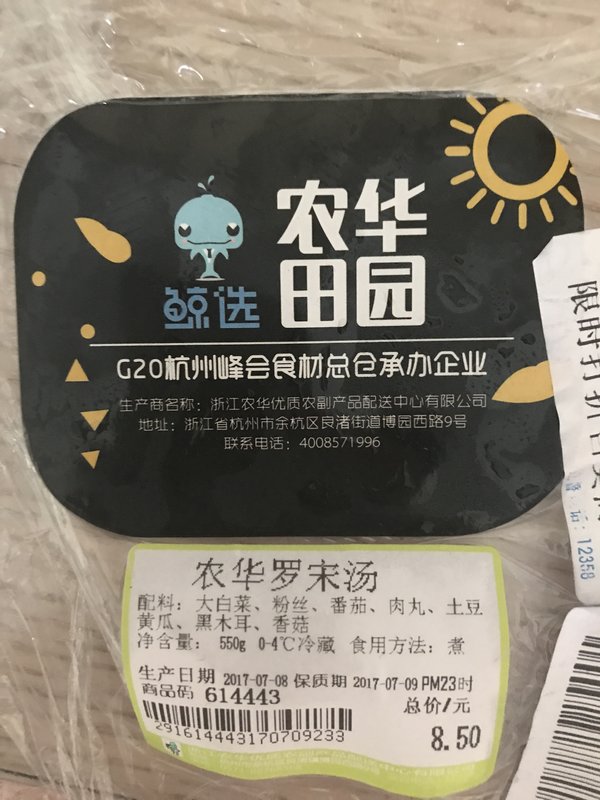 农华
田园
鲸选
G20杭州峰会食材总仓承办企业
生产商名称：浙江农华优质农副产品配送中心有限公司
地址：浙江省杭州市余杭区良渚街道博园西路9号
联系电话：4008571996
限时打折
话：12358
农华罗宋汤
配料：大白菜、粉丝、番茄、肉丸、土豆
黄瓜、黑木耳、香菇
净含量： 550g 0-4℃冷藏 食用方法：煮
生产日期 2017-07-08 保质期 2017-07-09 PM23时
商品码 614443
总价/元
291614443170709233
8.50